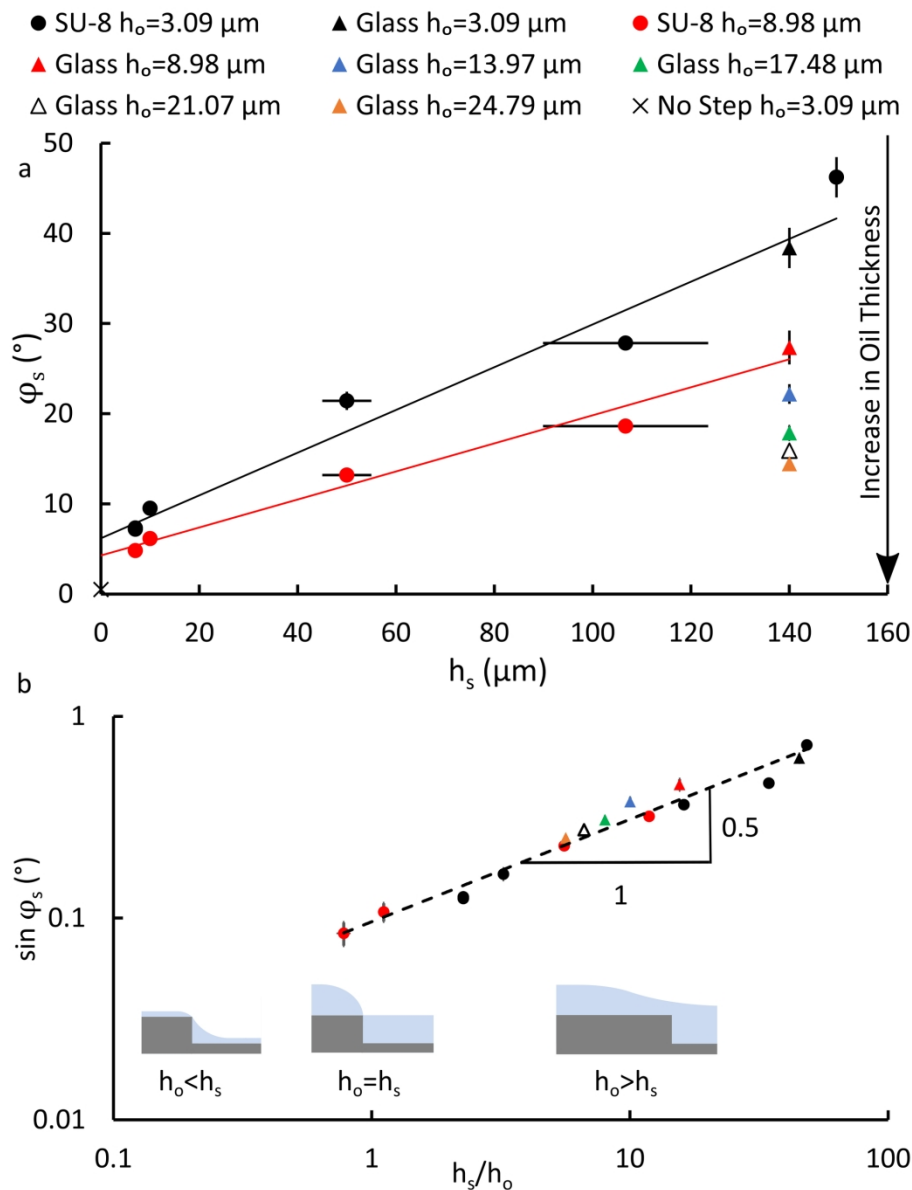 ● SU-8 hₒ=3.09 µm ▲ Glass hₒ=3.09 µm ● SU-8 hₒ=8.98 µm
▲ Glass hₒ=8.98 µm ▲ Glass hₒ=13.97 µm ▲ Glass hₒ=17.48 µm
△ Glass hₒ=21.07 µm ▲ Glass hₒ=24.79 µm × No Step hₒ=3.09 µm
a
50
40
30
20
10
0
φₛ (°)
Increase in Oil Thickness
0 20 40 60 80 100 120 140 160
hₛ (µm)
b
1
0.1
0.01
sin φₛ (°)
0.5
1
hₒ<hₛ hₒ=hₛ hₒ>hₛ
0.1 1 10 100
hₛ/hₒ